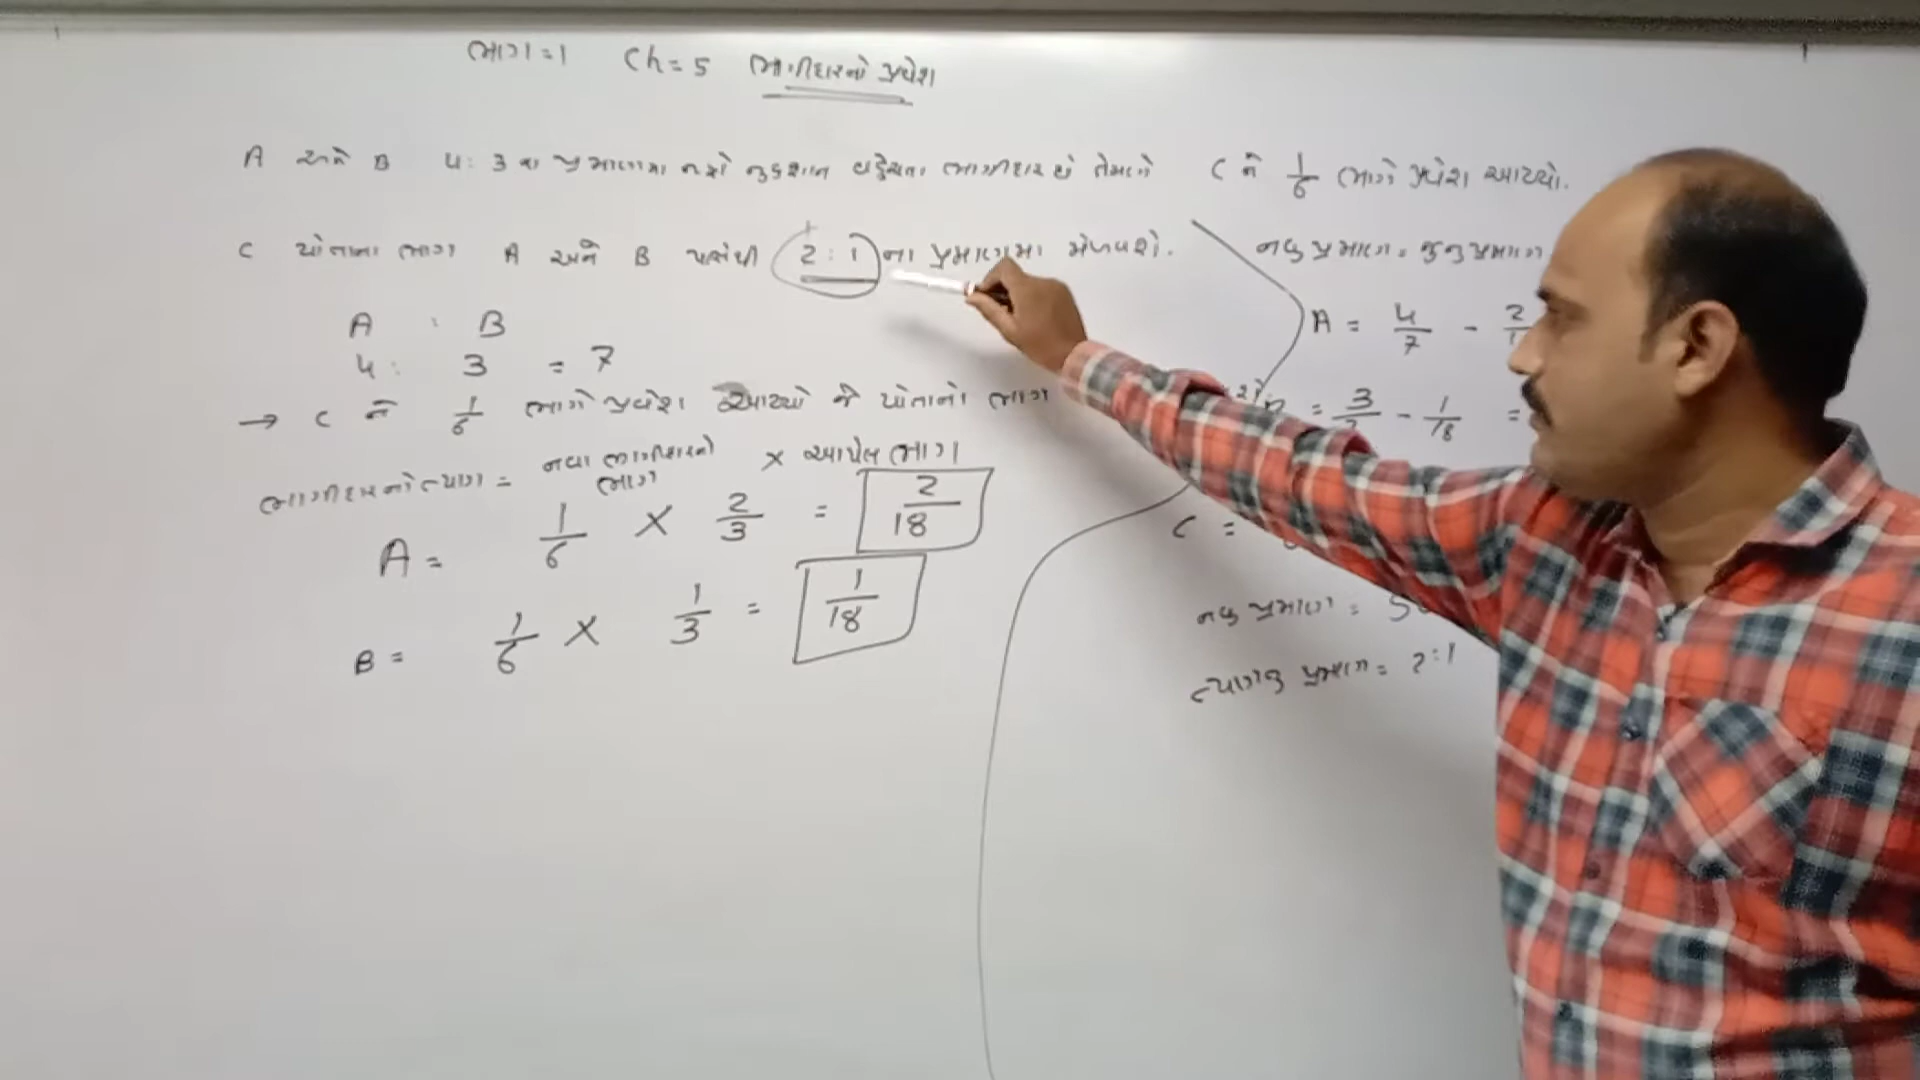 ભાગ=1 Ch=5 ભાગીદારનો પ્રવેશ
A અને B 4:3 ના પ્રમાણમા નફો નુકશાન વહેંચતા ભાગીદાર છે તેમણે C ને 1/6 ભાગે પ્રવેશ આપ્યો.
C પોતાના ભાગ A અને B પાસેથી 2:1 ના પ્રમાણમા મેળવશે.
A : B
4: 3 = 7
→ C ને 1/6 ભાગે પ્રવેશ આપ્યો જે પોતાનો ભાગ
ભાગીદારનો ત્યાગ = નવા ભાગીદારનો ભાગ × આપેલ ભાગ
A = 1/6 × 2/3 = 2/18
B = 1/6 × 1/3 = 1/18
નવુ પ્રમાણ = જુનુ પ્રમાણ
A = 4/7 - 2/
= 3/ - 1/18 =
C =
નવુ પ્રમાણ =
ત્યાગનુ પ્રમાણ = 2:1